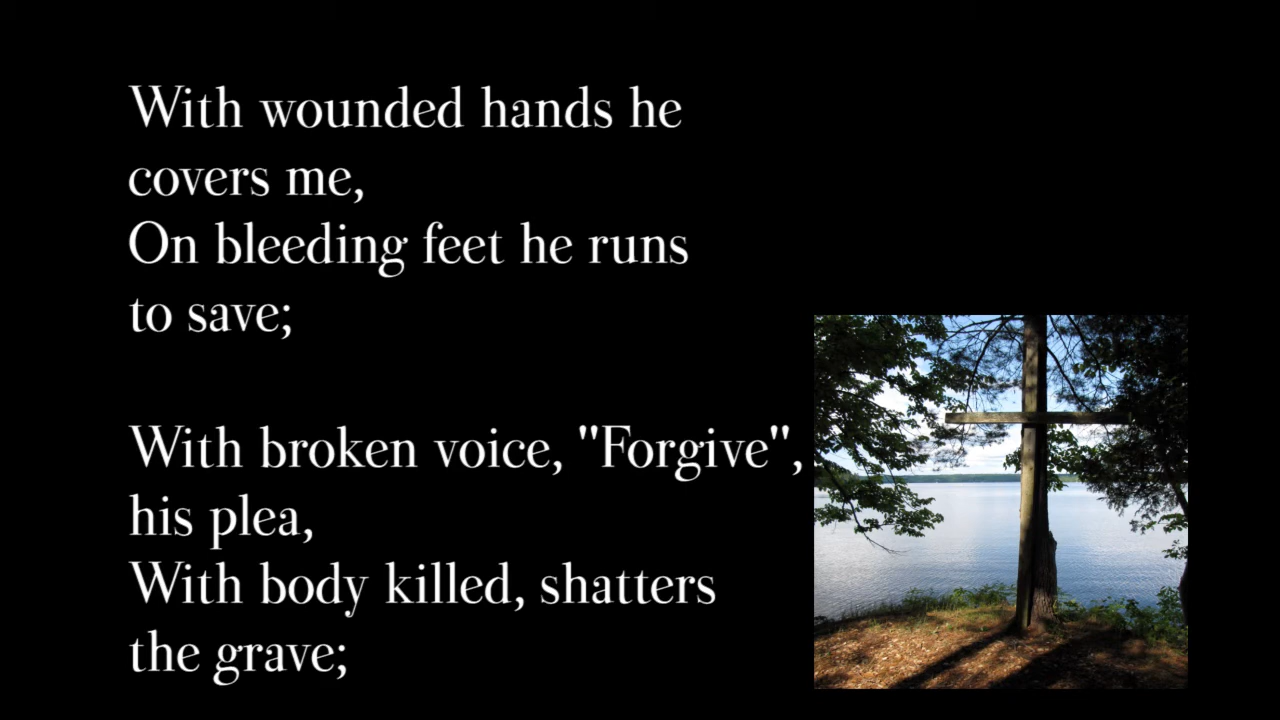 With wounded hands he
covers me,
On bleeding feet he runs
to save;
With broken voice, "Forgive",
his plea,
With body killed, shatters
the grave;